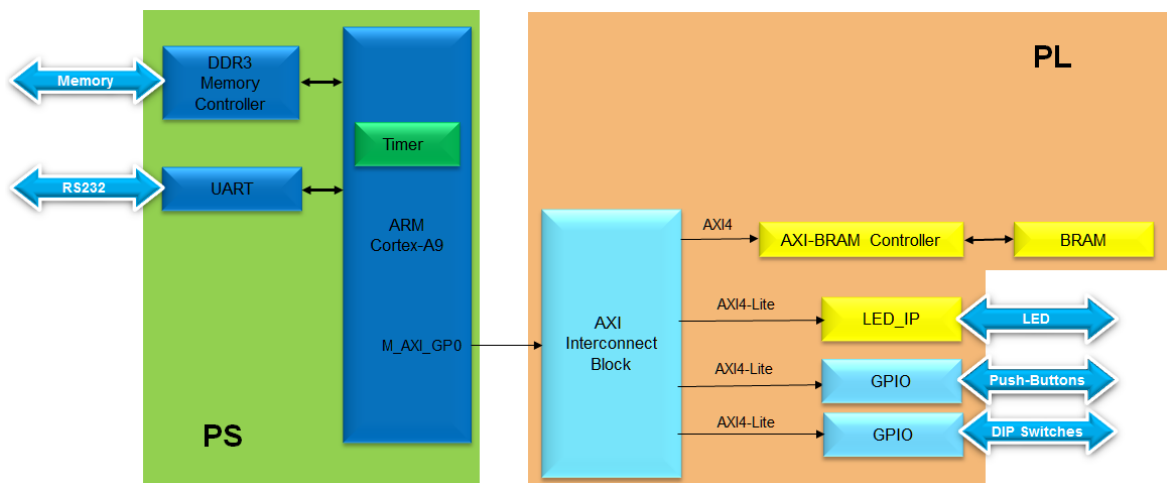 DDR3
Memory
Controller
Memory
Timer
RS232
UART
ARM
Cortex-A9
M_AXI_GP0
PS
PL
AXI
Interconnect
Block
AXI4
AXI-BRAM Controller
BRAM
AXI4-Lite
LED_IP
LED
AXI4-Lite
GPIO
Push-Buttons
AXI4-Lite
GPIO
DIP Switches